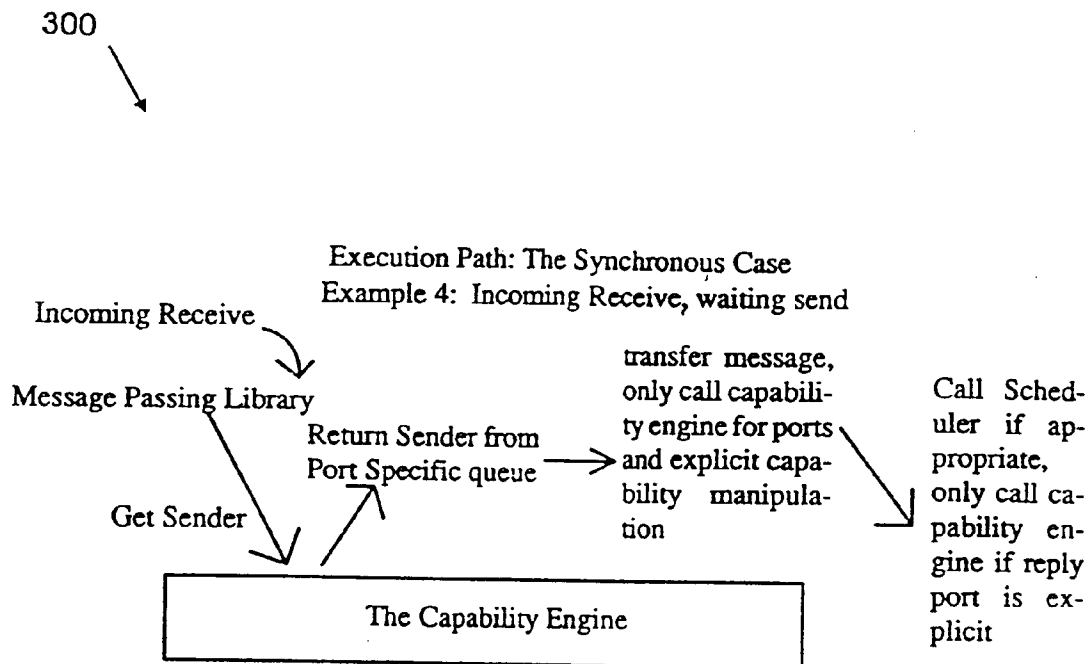 300
Execution Path: The Synchronous Case
Example 4: Incoming Receive, waiting send
Incoming Receive
Message Passing Library
Get Sender
Return Sender from
Port Specific queue
transfer message,
only call capabili-
ty engine for ports
and explicit capa-
bility manipula-
tion
Call Sched-
uler if ap-
propriate,
only call ca-
pability en-
gine if reply
port is ex-
plicit
The Capability Engine